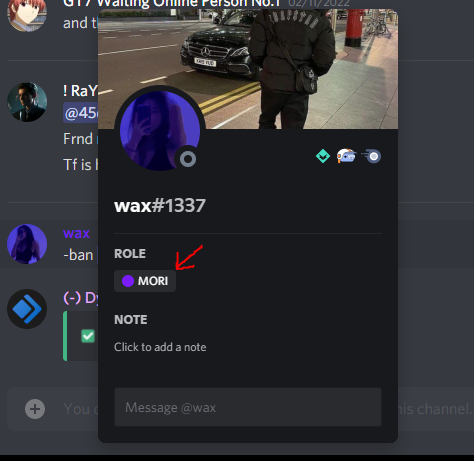 GT7 Waiting Online Person No.1 02/11/2022
and t
! RaY
@45
Frnd r
Tf is h
wax
-ban
(-) Dy
wax#1337
ROLE
MORI
NOTE
Click to add a note
Message @wax
You d
his channel.